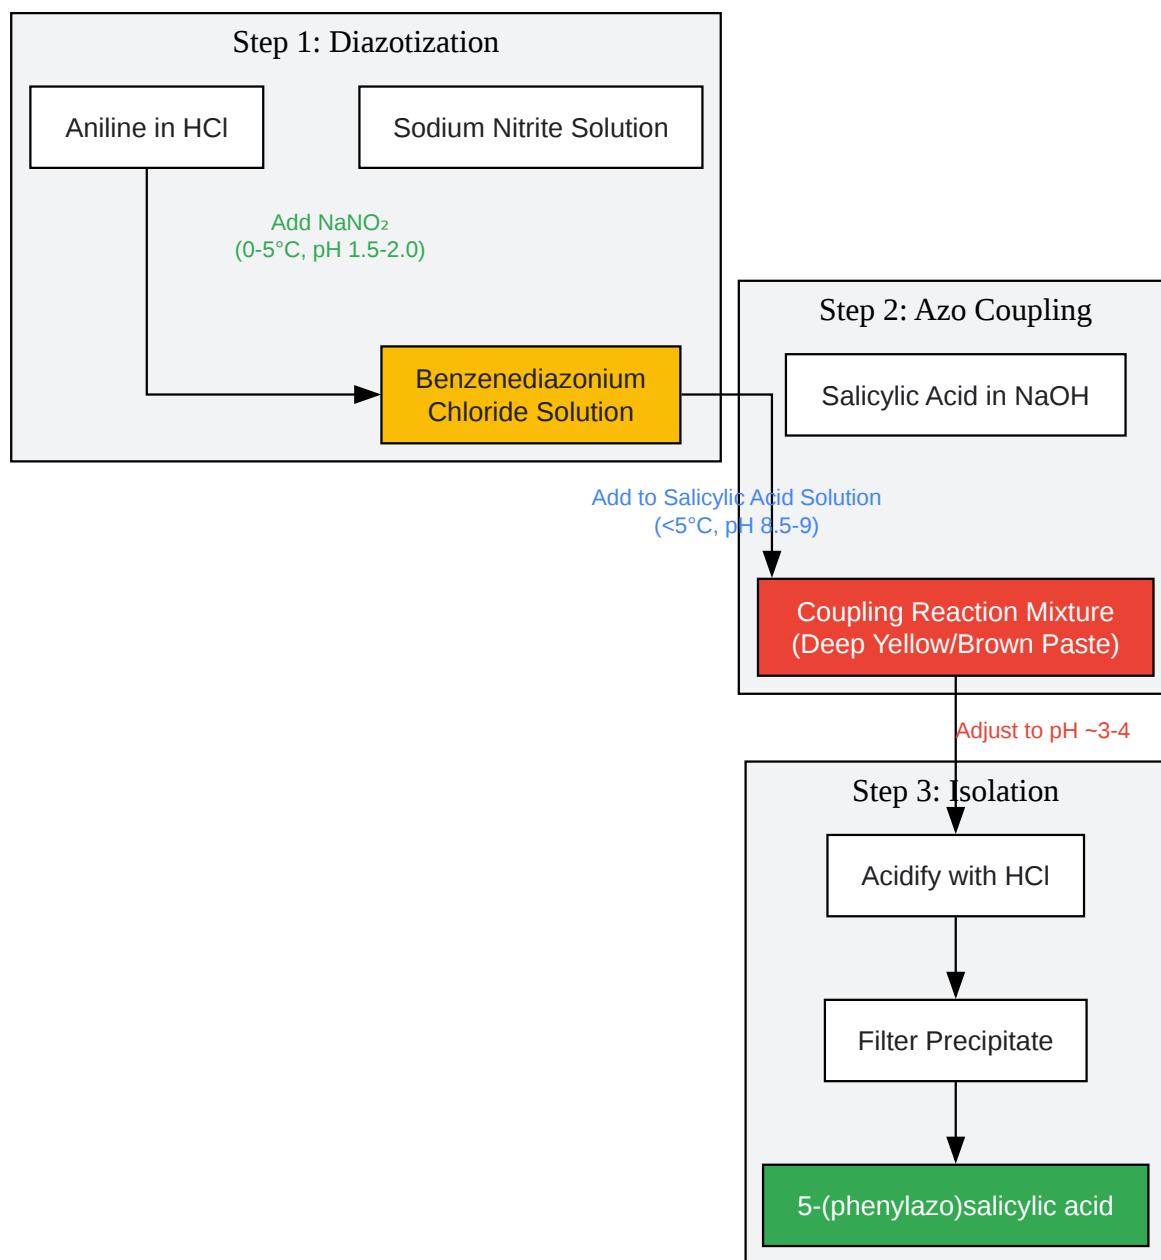 Step 1: Diazotization
Aniline in HCl
Sodium Nitrite Solution
Add NaNO₂
(0-5°C, pH 1.5-2.0)
Benzenediazonium
Chloride Solution
Step 2: Azo Coupling
Salicylic Acid in NaOH
Add to Salicylic Acid Solution
(<5°C, pH 8.5-9)
Coupling Reaction Mixture
(Deep Yellow/Brown Paste)
Adjust to pH ~3-4
Step 3: Isolation
Acidify with HCl
Filter Precipitate
5-(phenylazo)salicylic acid